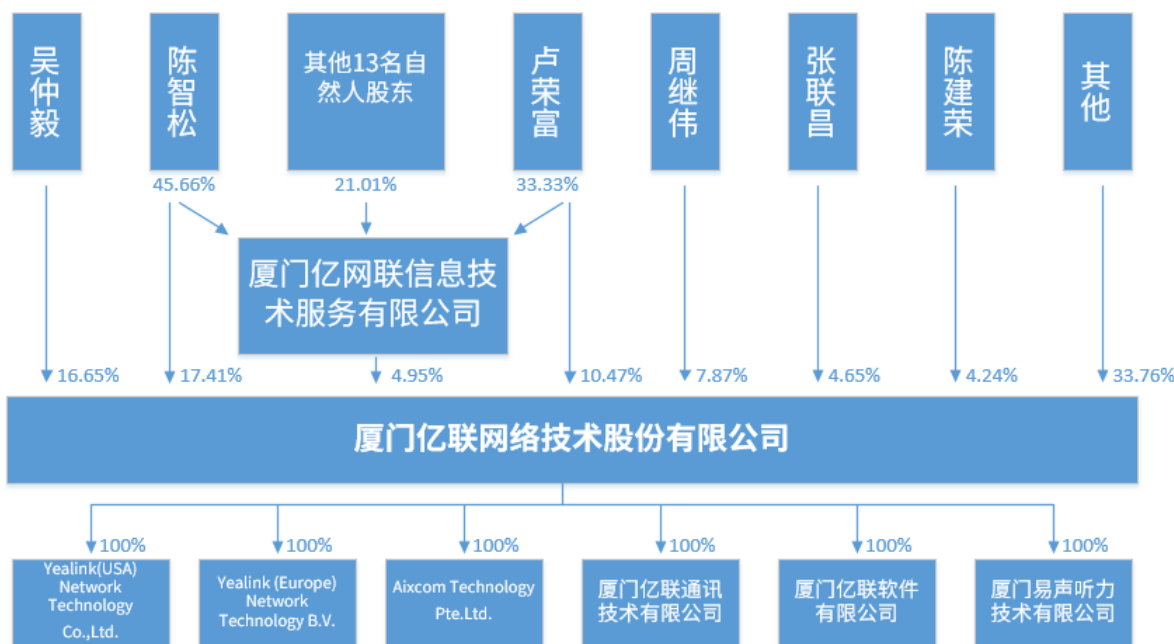 吴仲毅
陈智松
其他13名自
然人股东
卢荣富
周继伟
张联昌
陈建荣
其他
45.66%
21.01%
33.33%
厦门亿网联信息技
术服务有限公司
16.65%
17.41%
4.95%
10.47%
7.87%
4.65%
4.24%
33.76%
厦门亿联网络技术股份有限公司
100%
100%
100%
100%
100%
100%
Yealink(USA)
Network
Technology
Co.,Ltd.
Yealink (Europe)
Network
Technology B.V.
Aixcom Technology
Pte.Ltd.
厦门亿联通讯
技术有限公司
厦门亿联软件
有限公司
厦门易声听力
技术有限公司